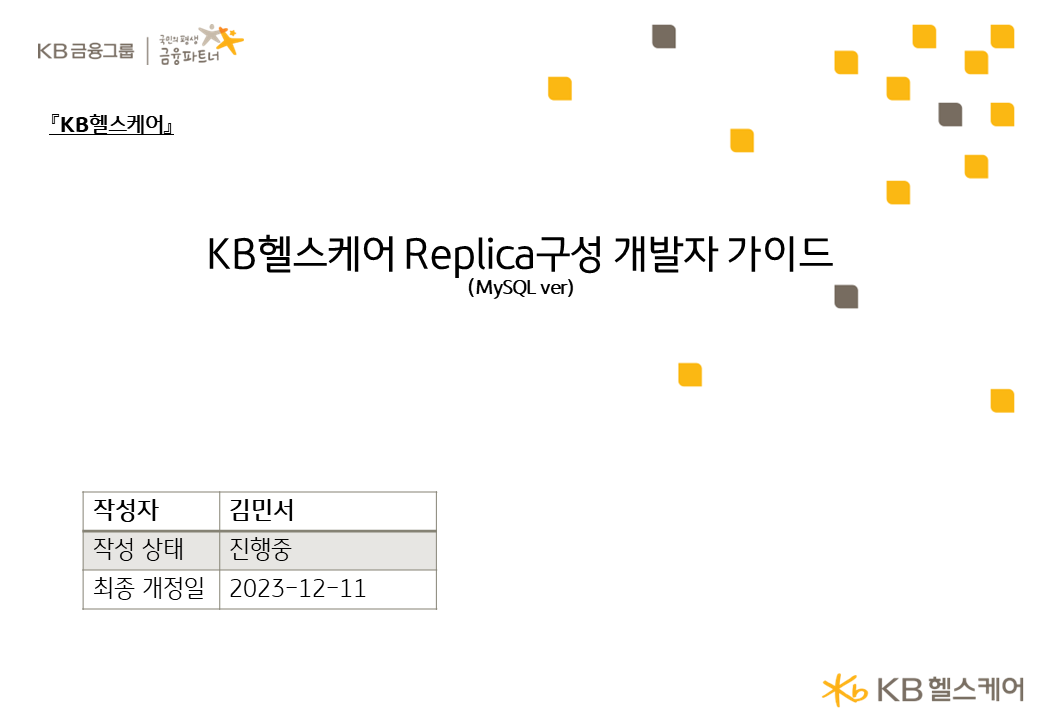 KB금융그룹
국민의 평생
금융파트너
『KB헬스케어』
KB헬스케어 Replica구성 개발자 가이드
(MySQL ver)
작성자 김민서
작성 상태 진행중
최종 개정일 2023-12-11
KB 헬스케어